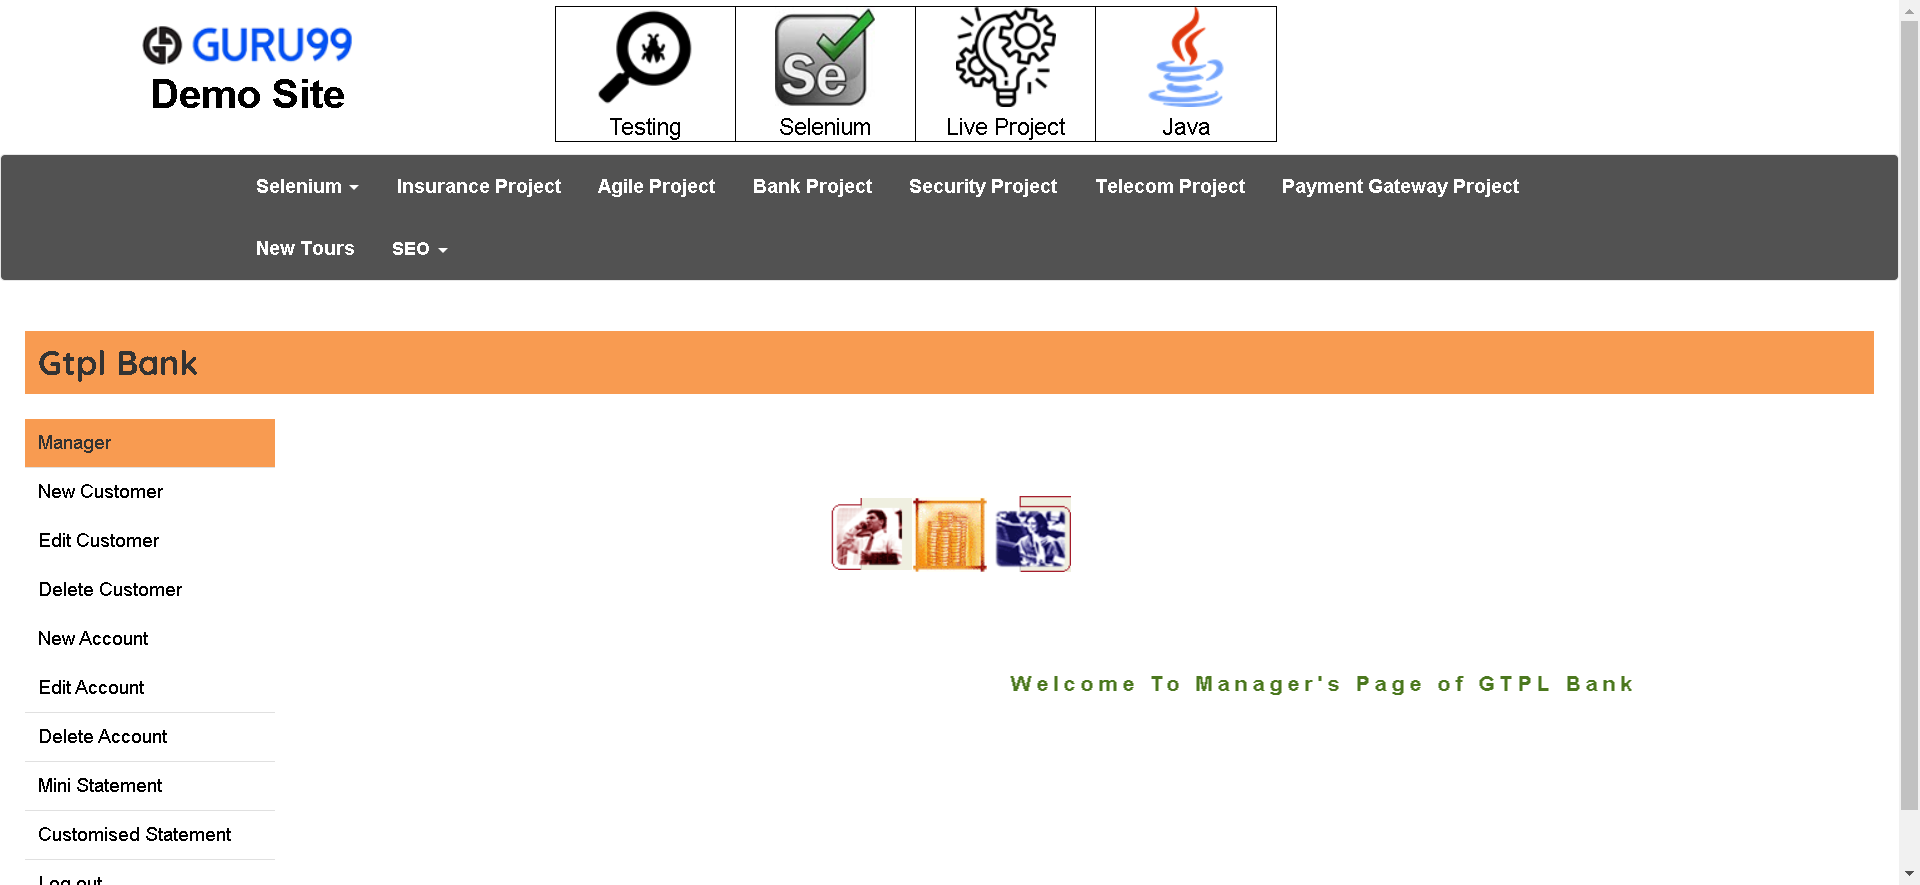 GURU99
Demo Site
Se
Testing Selenium Live Project Java
Selenium Insurance Project Agile Project Bank Project Security Project Telecom Project Payment Gateway Project
New Tours SEO
Gtpl Bank
Manager
New Customer
Edit Customer
Delete Customer
New Account
Edit Account
Welcome To Manager's Page of GTPL Bank
Delete Account
Mini Statement
Customised Statement
Log out